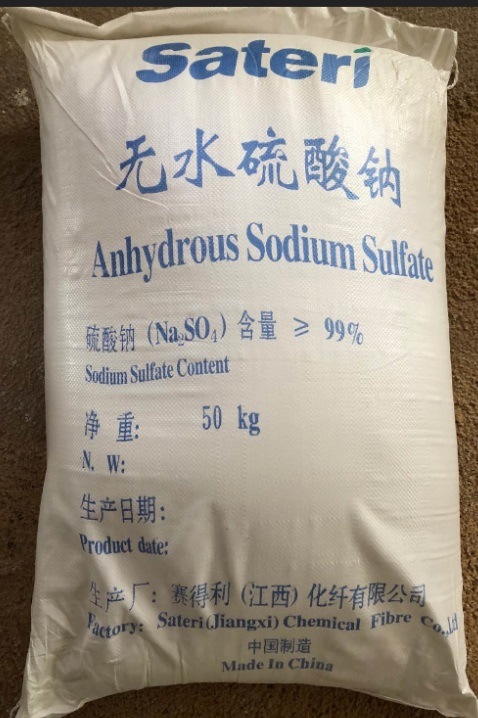 Sateri
无水硫酸钠
Anhydrous Sodium Sulfate
硫酸钠 (Na₂SO₄) 含量 ≥ 99%
Sodium Sulfate Content
净 重: 50 kg
N. W:
生产日期:
Product date:
生产厂: 赛得利 (江西) 化纤有限公司
Factory: Sateri(Jiangxi) Chemical Fibre Co.,Ltd
中国制造
Made In China